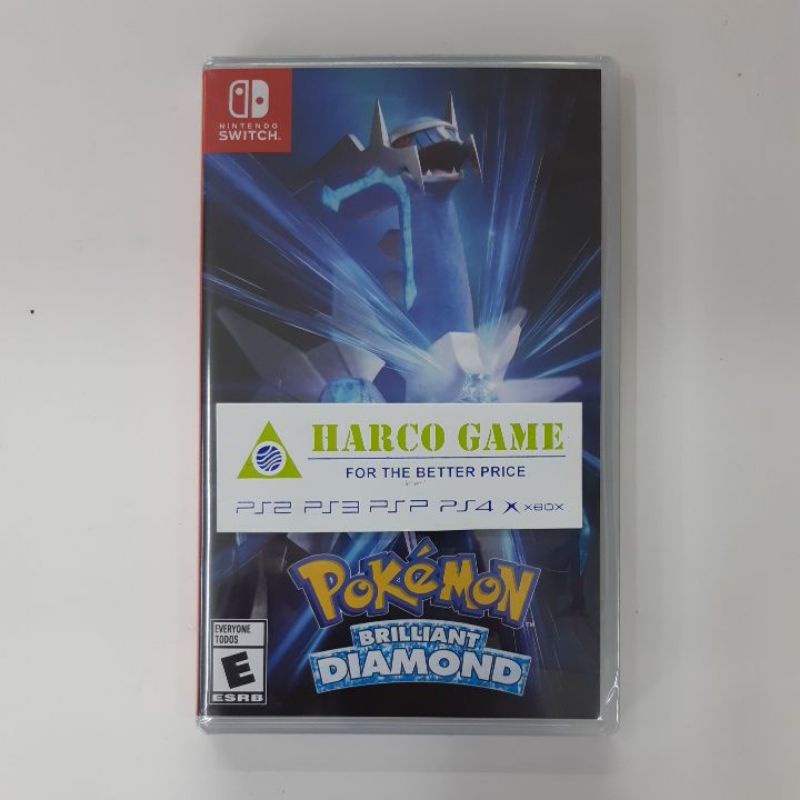 NINTENDO
SWITCH
HARCO GAME
FOR THE BETTER PRICE
PS2 PS3 PSP PS4 X XBOX
POKéMON
TM
BRILLIANT
DIAMOND
EVERYONE
TODOS
E
ESRB